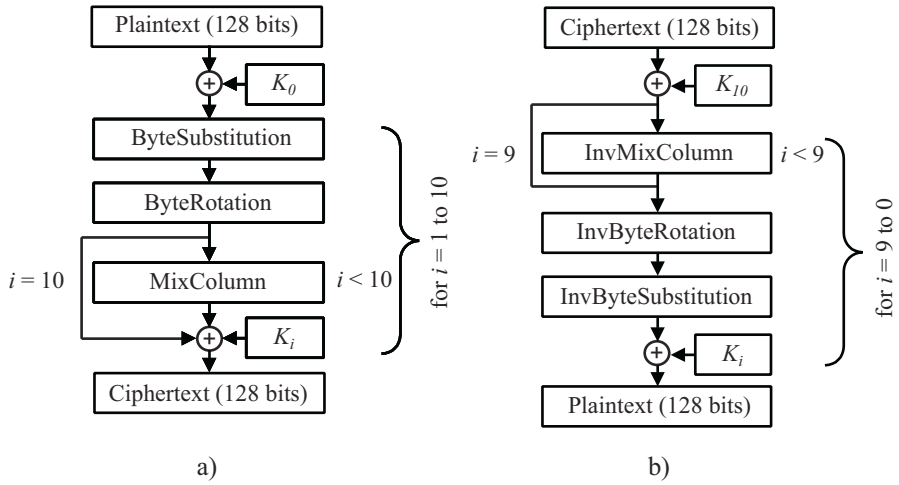 Plaintext (128 bits)
K0
ByteSubstitution
ByteRotation
i = 10
MixColumn
i < 10
Ki
Ciphertext (128 bits)
for i = 1 to 10
a)
Ciphertext (128 bits)
K10
i = 9
InvMixColumn
i < 9
InvByteRotation
InvByteSubstitution
Ki
Plaintext (128 bits)
for i = 9 to 0
b)